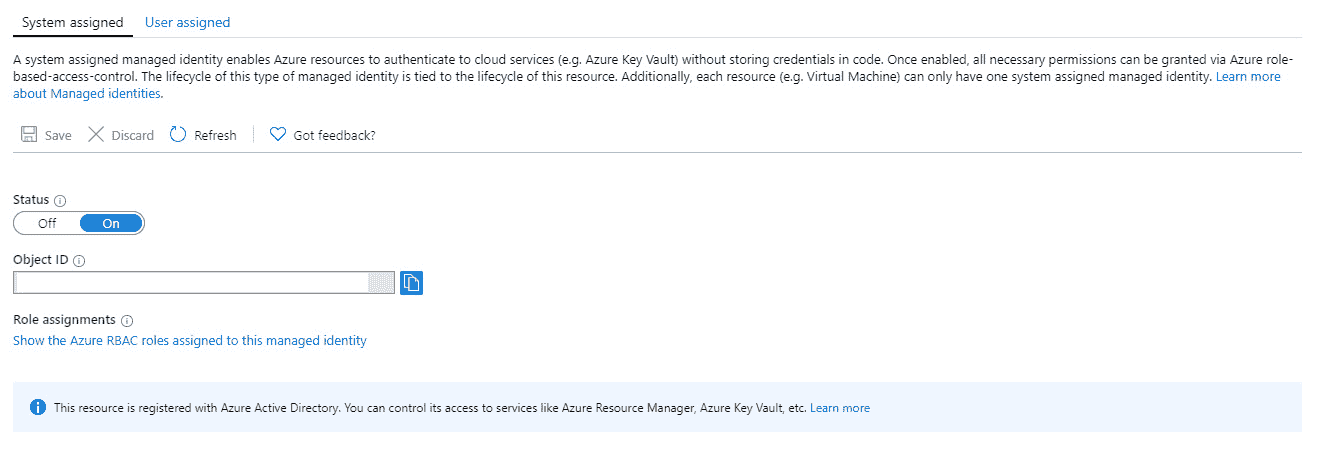 System assigned User assigned
A system assigned managed identity enables Azure resources to authenticate to cloud services (e.g. Azure Key Vault) without storing credentials in code. Once enabled, all necessary permissions can be granted via Azure role-
based-access-control. The lifecycle of this type of managed identity is tied to the lifecycle of this resource. Additionally, each resource (e.g. Virtual Machine) can only have one system assigned managed identity. Learn more
about Managed identities.
Save Discard Refresh Got feedback?
Status
Off On
Object ID
Role assignments
Show the Azure RBAC roles assigned to this managed identity
This resource is registered with Azure Active Directory. You can control its access to services like Azure Resource Manager, Azure Key Vault, etc. Learn more